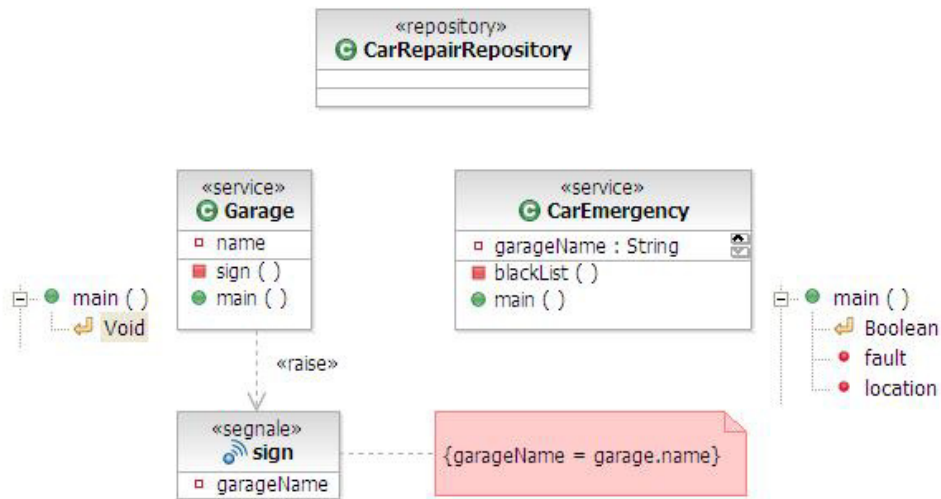 «repository»
CarRepairRepository
«service»
Garage
name
sign ( )
main ( )
«service»
CarEmergency
garageName : String
blackList ( )
main ( )
main ( )
Void
main ( )
Boolean
fault
location
«raise»
«segnale»
sign
garageName
{garageName = garage.name}